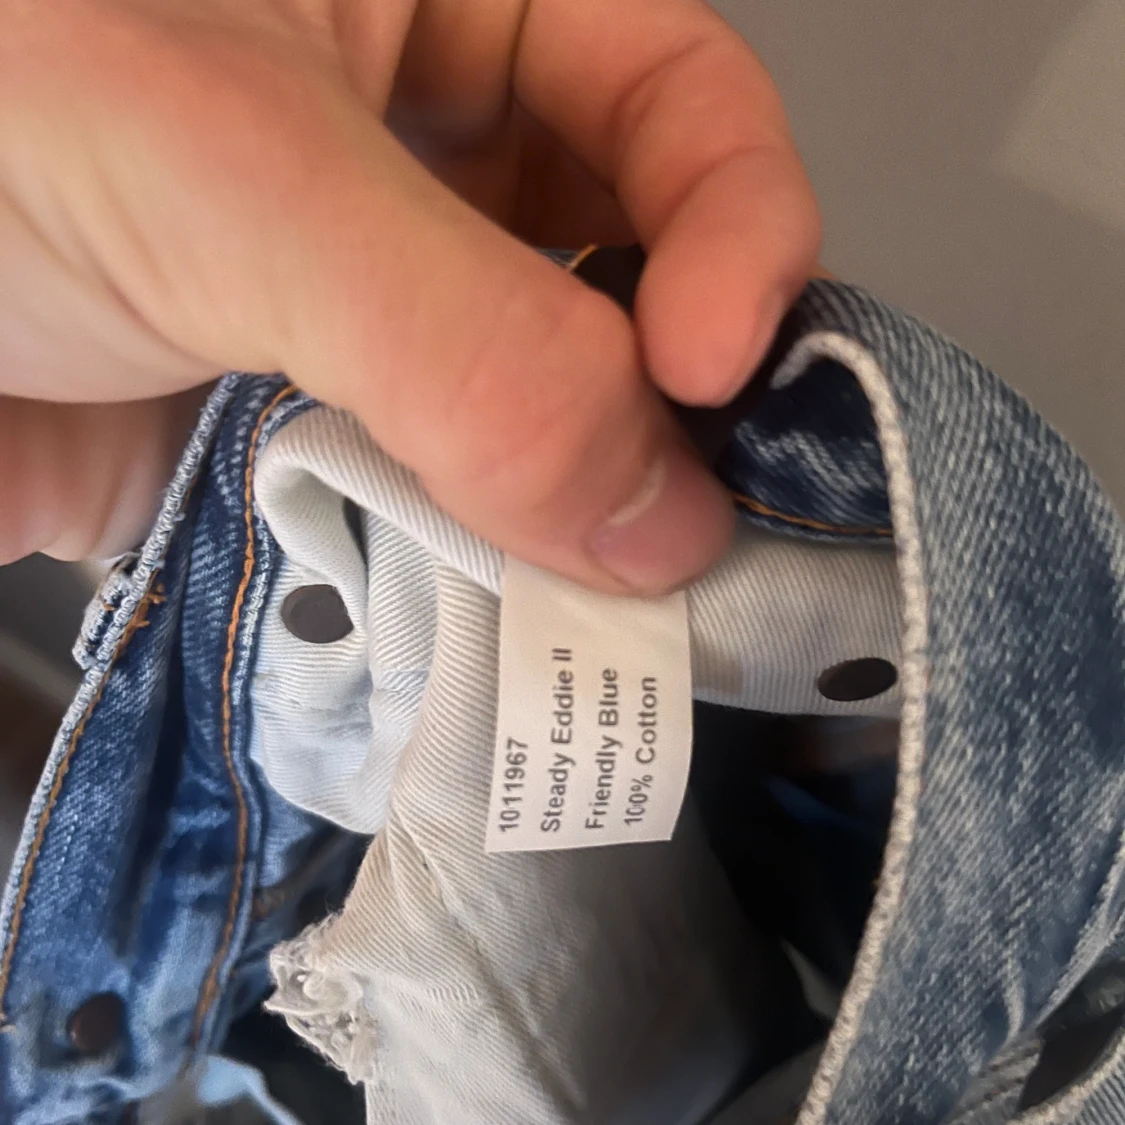 1011967
Steady Eddie II
Friendly Blue
100% Cotton